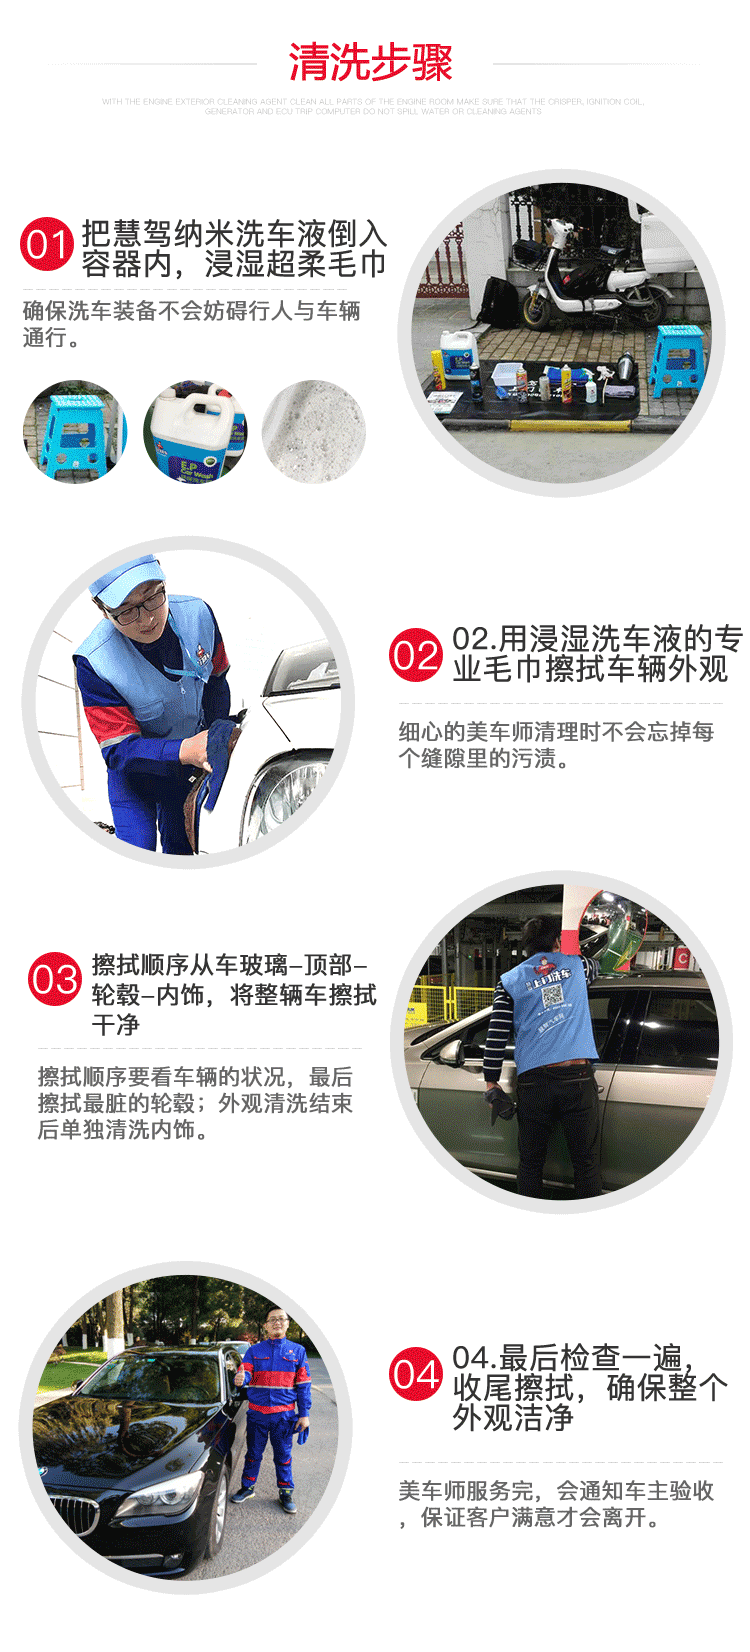 清洗步骤
WITH THE ENGINE EXTERIOR CLEANING AGENT CLEAN ALL PARTS OF THE ENGINE ROOM MAKE SURE THAT THE CRISPER, IGNITION COIL,
GENERATOR AND ECU TRIP COMPUTER DO NOT SPILL WATER OR CLEANING AGENTS
01
把慧驾纳米洗车液倒入
容器内，浸湿超柔毛巾
确保洗车装备不会妨碍行人与车辆
通行。
E.P
Car Wash
02
02.用浸湿洗车液的专
业毛巾擦拭车辆外观
细心的美车师清理时不会忘掉每
个缝隙里的污渍。
03
擦拭顺序从车玻璃–顶部–
轮毂–内饰，将整辆车擦拭
干净
擦拭顺序要看车辆的状况，最后
擦拭最脏的轮毂；外观清洗结束
后单独清洗内饰。
上门洗车
C
04
04.最后检查一遍，
收尾擦拭，确保整个
外观洁净
美车师服务完，会通知车主验收
，保证客户满意才会离开。